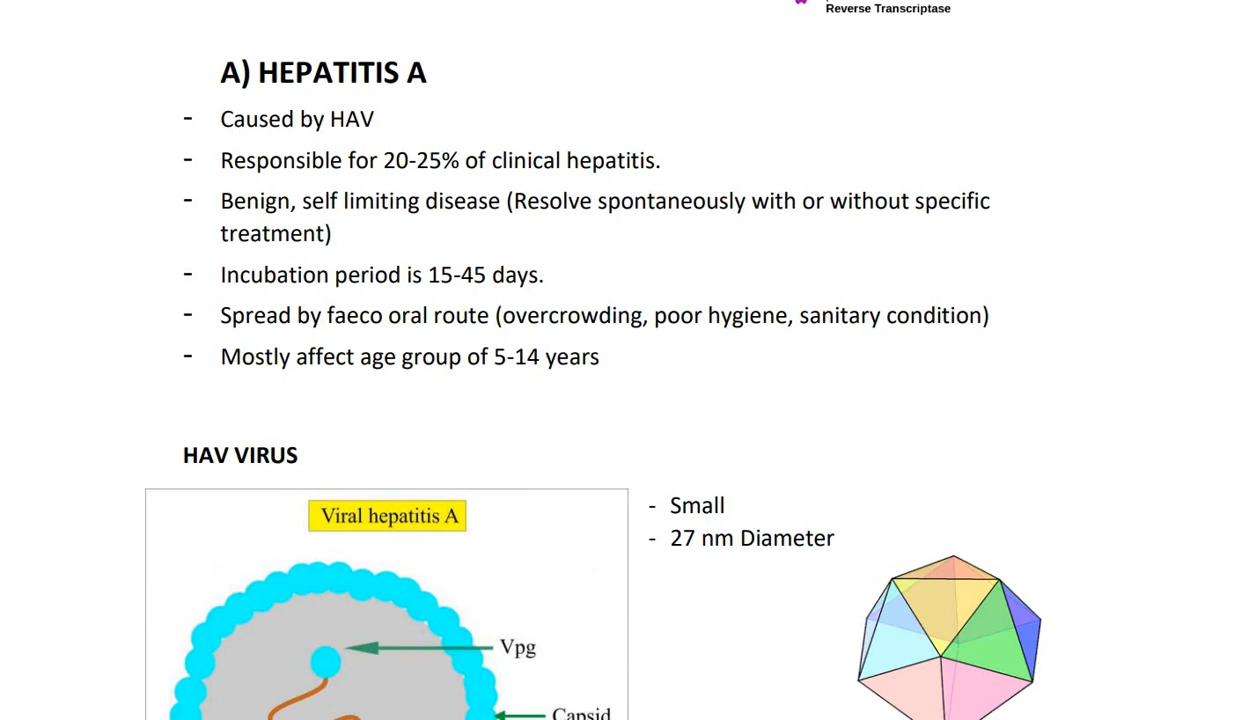 Reverse Transcriptase
A) HEPATITIS A
- Caused by HAV
- Responsible for 20-25% of clinical hepatitis.
- Benign, self limiting disease (Resolve spontaneously with or without specific
treatment)
- Incubation period is 15-45 days.
- Spread by faeco oral route (overcrowding, poor hygiene, sanitary condition)
- Mostly affect age group of 5-14 years
HAV VIRUS
Viral hepatitis A
- Small
- 27 nm Diameter
Vpg
Capsid